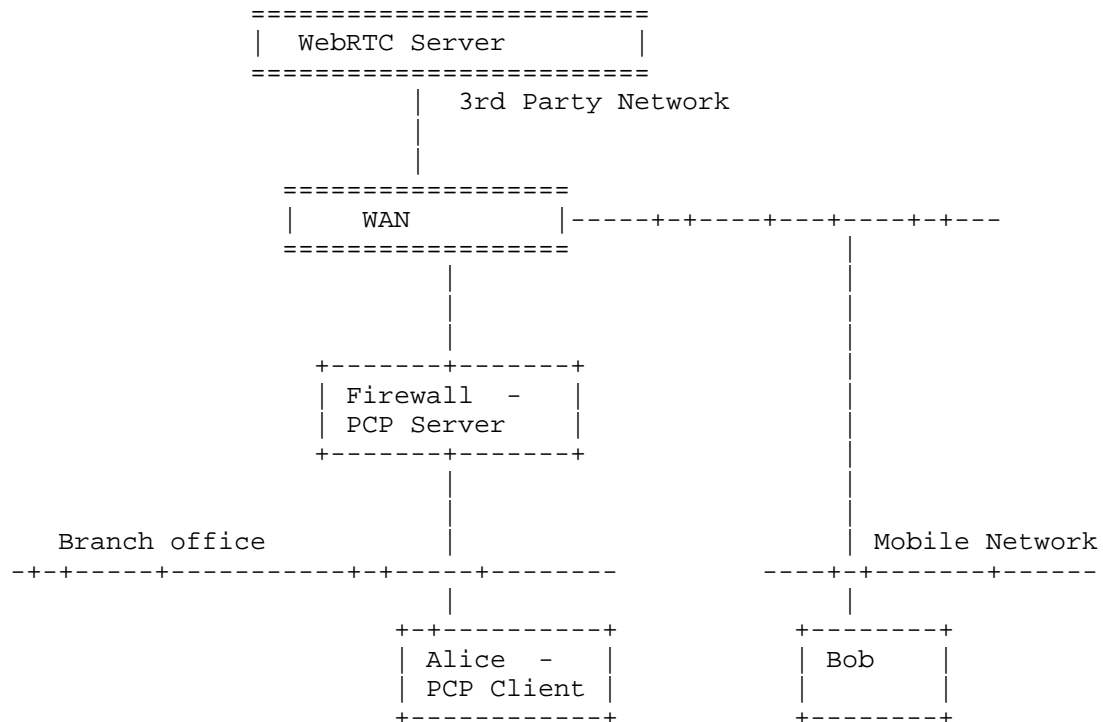 WebRTC Server
3rd Party Network
WAN
Firewall -
PCP Server
Branch office
Mobile Network
Alice -
PCP Client
Bob